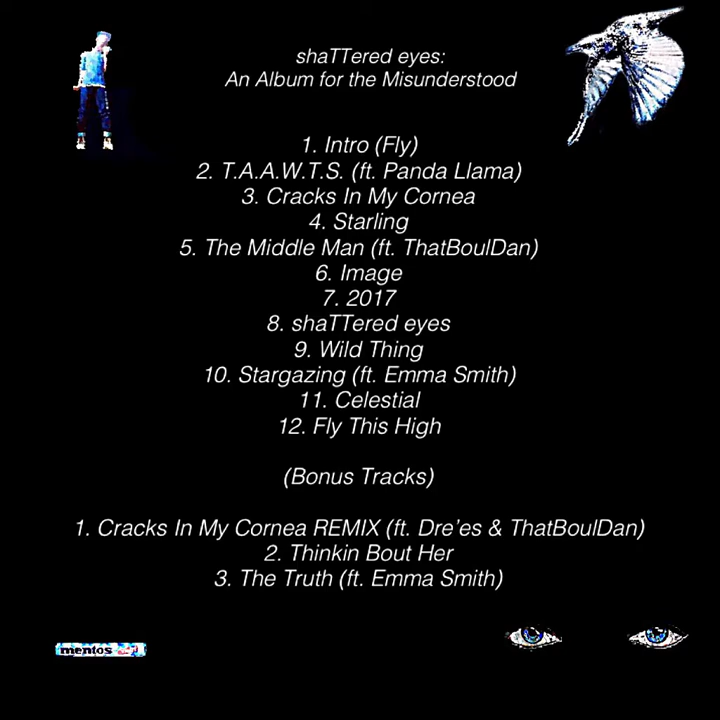 shaTTered eyes:
An Album for the Misunderstood
1. Intro (Fly)
2. T.A.A.W.T.S. (ft. Panda Llama)
3. Cracks In My Cornea
4. Starling
5. The Middle Man (ft. ThatBoulDan)
6. Image
7. 2017
8. shaTTered eyes
9. Wild Thing
10. Stargazing (ft. Emma Smith)
11. Celestial
12. Fly This High
(Bonus Tracks)
1. Cracks In My Cornea REMIX (ft. Dre'es & ThatBoulDan)
2. Thinkin Bout Her
3. The Truth (ft. Emma Smith)
mentos